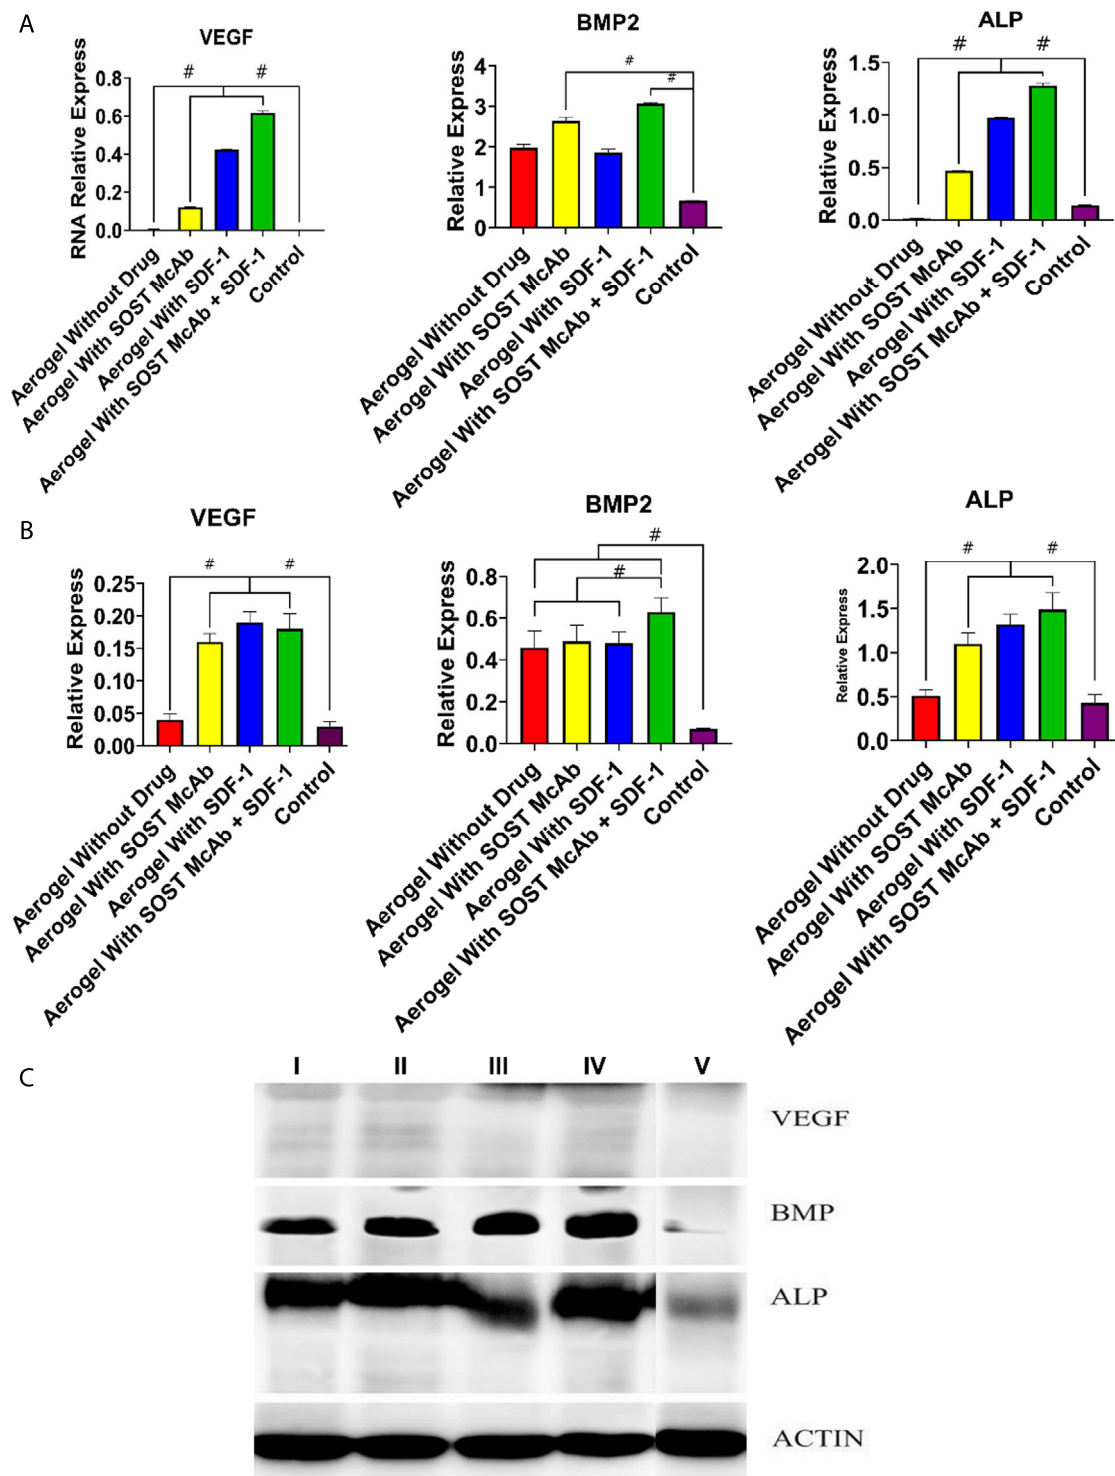 A
VEGF
RNA Relative Express
0.8
0.6
0.4
0.2
0.0
#
#
Aerogel Without Drug
Aerogel With SOST McAb
Aerogel With SDF-1
Aerogel With SOST McAb + SDF-1
Control
BMP2
Relative Express
4
3
2
1
0
#
#
Aerogel Without Drug
Aerogel With SOST McAb
Aerogel With SDF-1
Aerogel With SOST McAb + SDF-1
Control
ALP
Relative Express
1.5
1.0
0.5
0.0
#
#
Aerogel Without Drug
Aerogel With SOST McAb
Aerogel With SDF-1
Aerogel With SOST McAb + SDF-1
Control
B
VEGF
Relative Express
0.25
0.20
0.15
0.10
0.05
0.00
#
#
Aerogel Without Drug
Aerogel With SOST McAb
Aerogel With SDF-1
Aerogel With SOST McAb + SDF-1
Control
BMP2
Relative Express
0.8
0.6
0.4
0.2
0.0
#
#
Aerogel Without Drug
Aerogel With SOST McAb
Aerogel With SDF-1
Aerogel With SOST McAb + SDF-1
Control
ALP
Relative Express
2.0
1.5
1.0
0.5
0.0
#
#
Aerogel Without Drug
Aerogel With SOST McAb
Aerogel With SDF-1
Aerogel With SOST McAb + SDF-1
Control
C
I II III IV V
VEGF
BMP
ALP
ACTIN